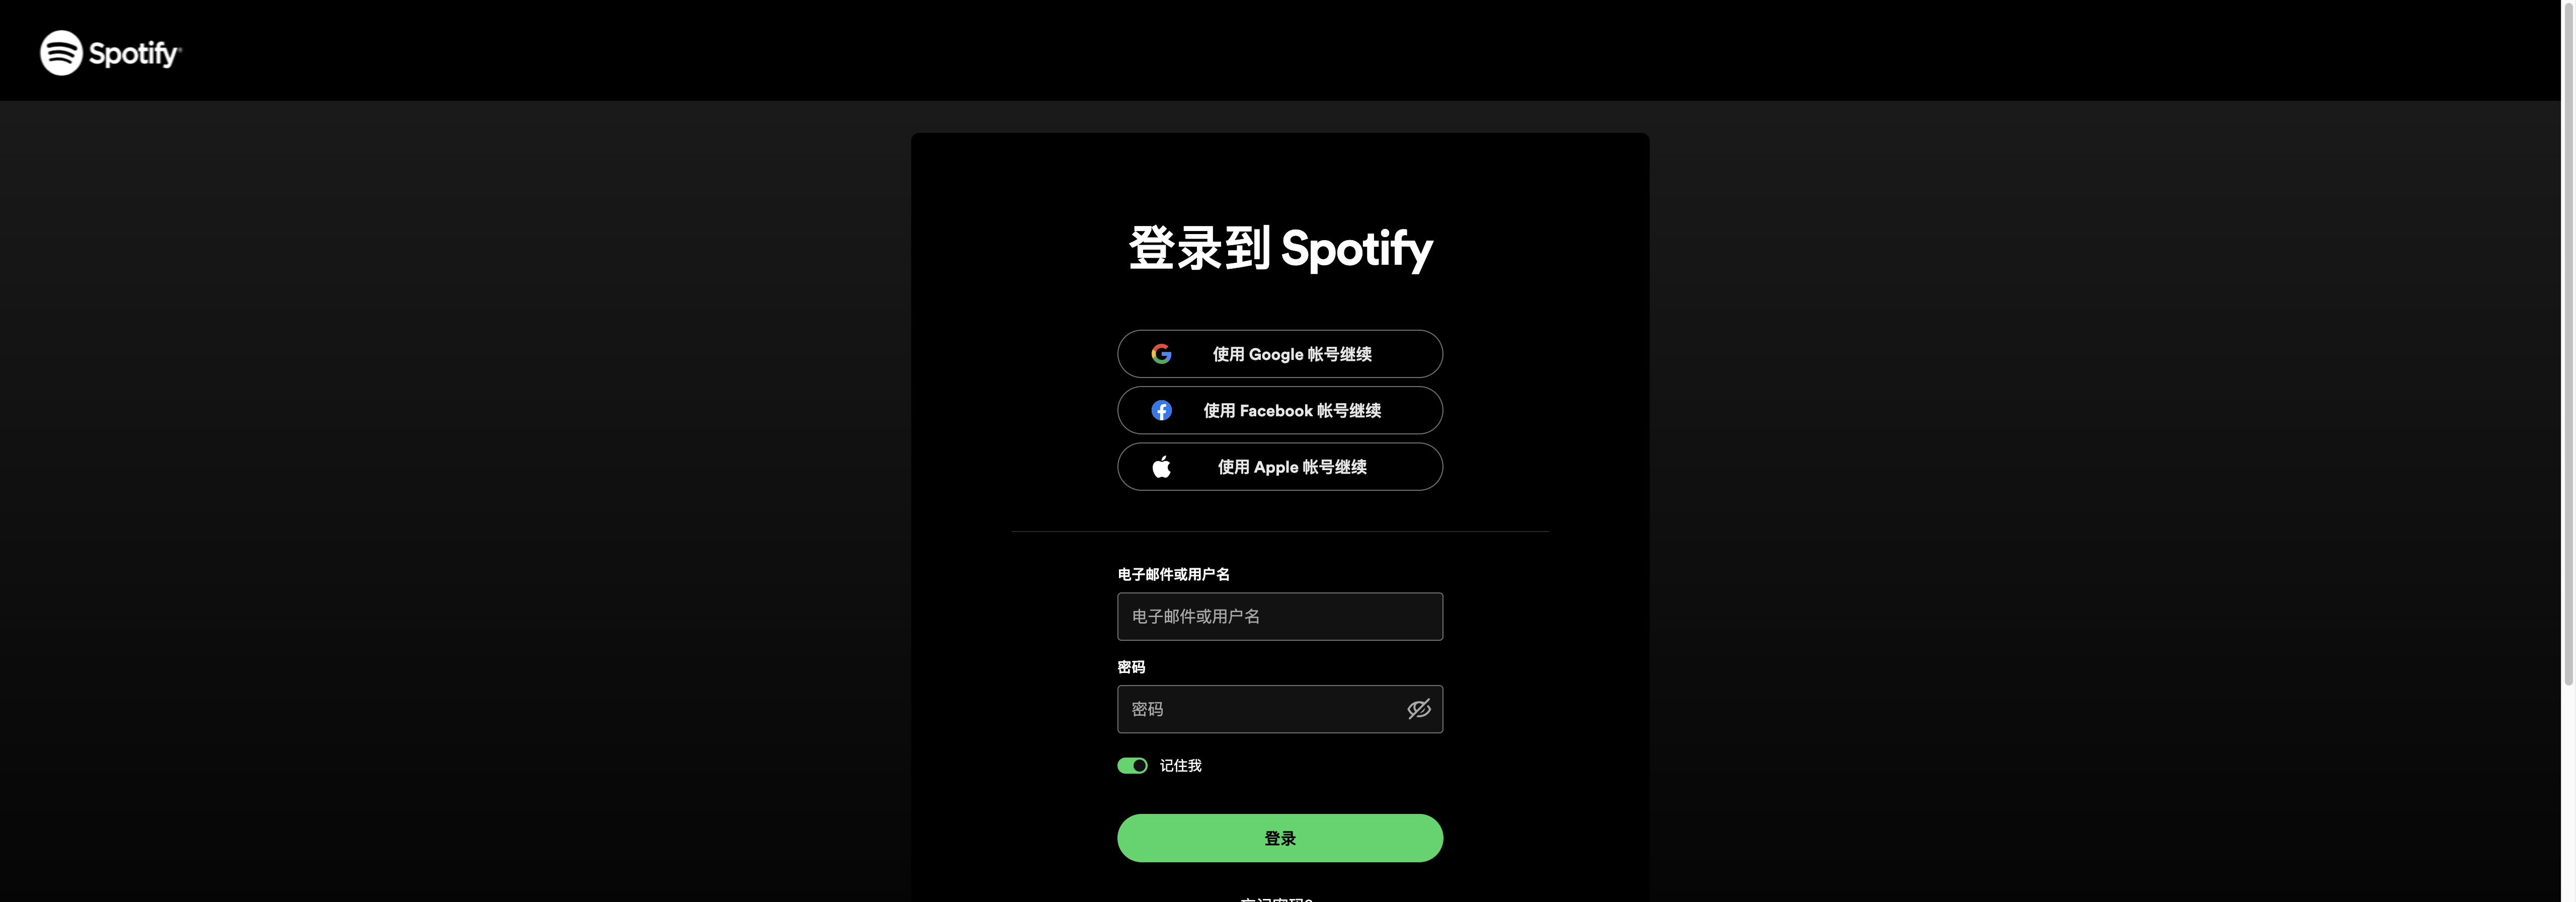 Spotify
登录到 Spotify
使用 Google 帐号继续
使用 Facebook 帐号继续
使用 Apple 帐号继续
电子邮件或用户名
电子邮件或用户名
密码
密码
记住我
登录